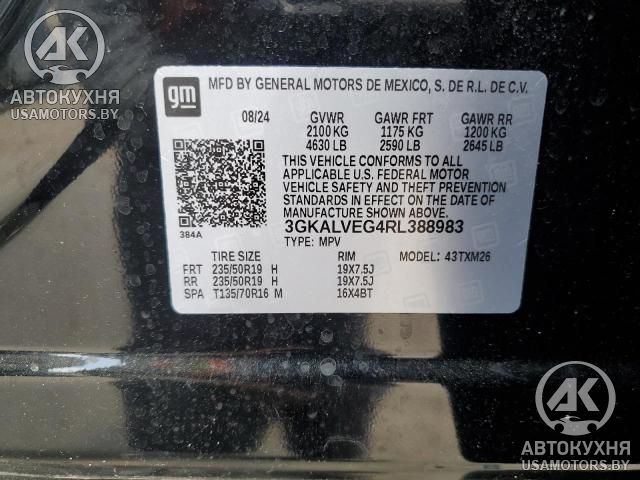 АК
АВТОКУХНЯ
USAMOTORS.BY
gm
MFD BY GENERAL MOTORS DE MEXICO, S. DE R.L. DE C.V.
08/24 GVWR GAWR FRT GAWR RR
2100 KG 1175 KG 1200 KG
4630 LB 2590 LB 2645 LB
THIS VEHICLE CONFORMS TO ALL
APPLICABLE U.S. FEDERAL MOTOR
VEHICLE SAFETY AND THEFT PREVENTION
STANDARDS IN EFFECT ON THE DATE OF
MANUFACTURE SHOWN ABOVE.
3GKALVEG4RL388983
384A
TYPE: MPV
TIRE SIZE RIM MODEL: 43TXM26
FRT 235/50R19 H 19X7.5J
RR 235/50R19 H 19X7.5J
SPA T135/70R16 M 16X4BT
АК
АВТОКУХНЯ
USAMOTORS.BY